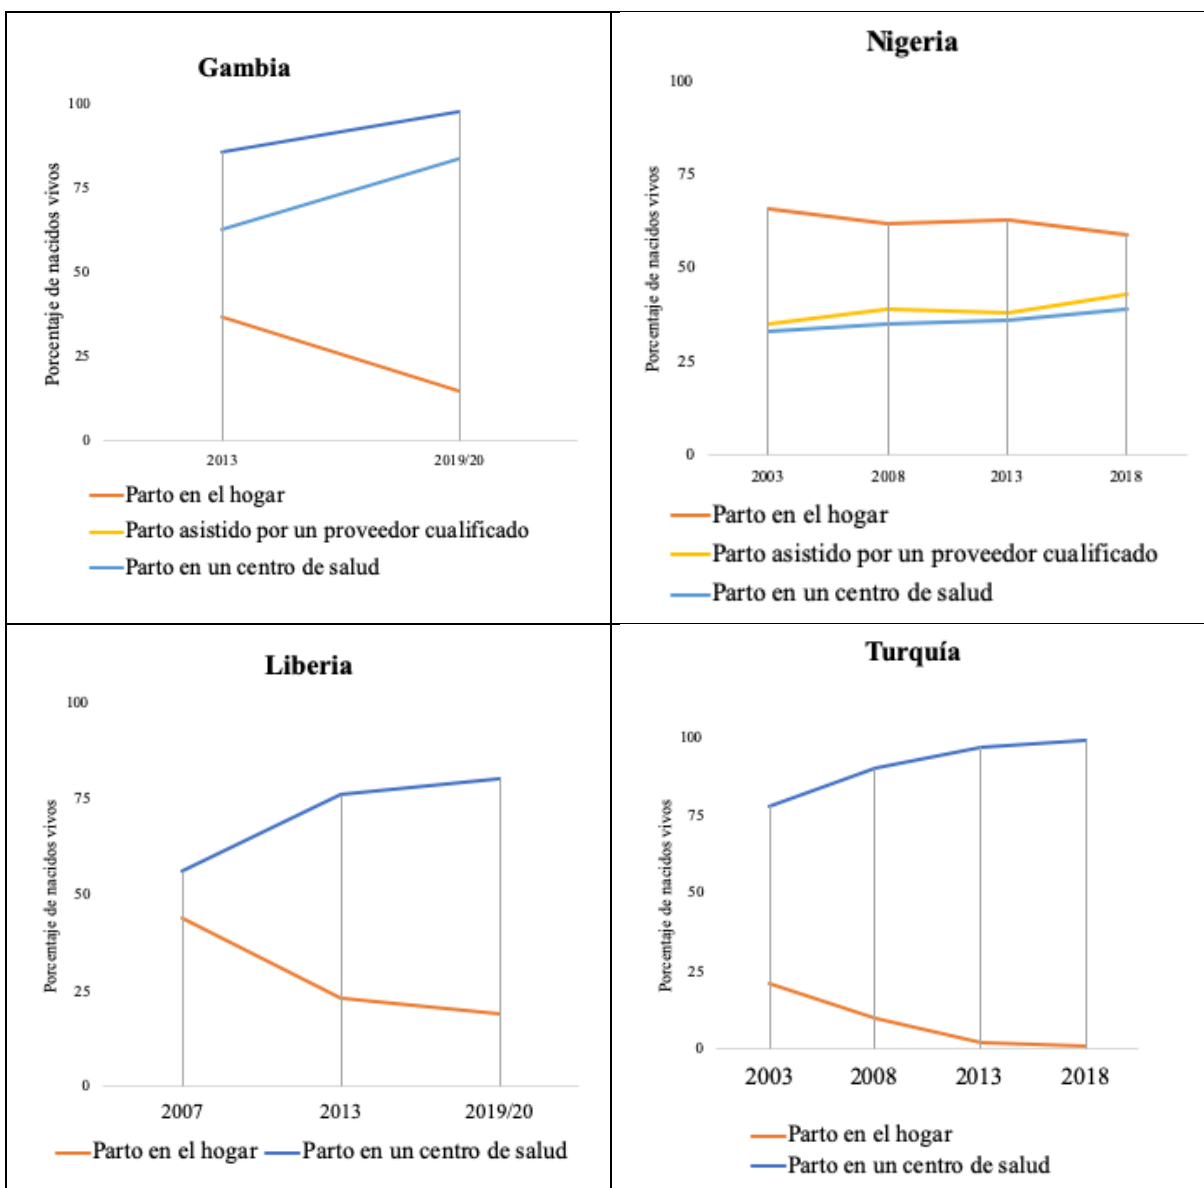 Gambia
Porcentaje de nacidos vivos
100
75
50
25
0
2013 2019/20
Parto en el hogar
Parto asistido por un proveedor cualificado
Parto en un centro de salud
Nigeria
Porcentaje de nacidos vivos
100
75
50
25
0
2003 2008 2013 2018
Parto en el hogar
Parto asistido por un proveedor cualificado
Parto en un centro de salud
Liberia
Porcentaje de nacidos vivos
100
75
50
25
0
2007 2013 2019/20
Parto en el hogar Parto en un centro de salud
Turquía
Porcentaje de nacidos vivos
100
75
50
25
0
2003 2008 2013 2018
Parto en el hogar
Parto en un centro de salud